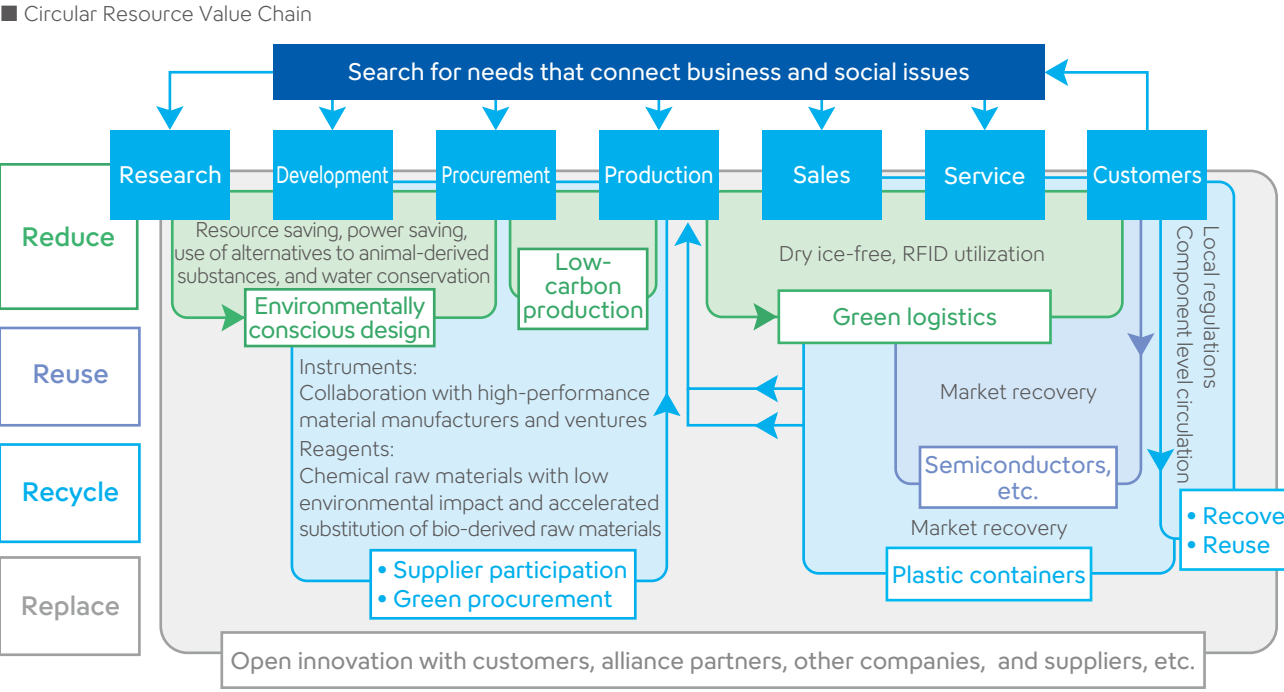 ■ Circular Resource Value Chain
Search for needs that connect business and social issues
Research
Development
Procurement
Production
Sales
Service
Customers
Reduce
Resource saving, power saving,
use of alternatives to animal-derived
substances, and water conservation
Environmentally
conscious design
Low-
carbon
production
Dry ice-free, RFID utilization
Green logistics
Local regulations
Component level circulation
Reuse
Instruments:
Collaboration with high-performance
material manufacturers and ventures
Reagents:
Chemical raw materials with low
environmental impact and accelerated
substitution of bio-derived raw materials
Market recovery
Semiconductors,
etc.
Recycle
Market recovery
Plastic containers
• Recove
• Reuse
• Supplier participation
• Green procurement
Replace
Open innovation with customers, alliance partners, other companies, and suppliers, etc.